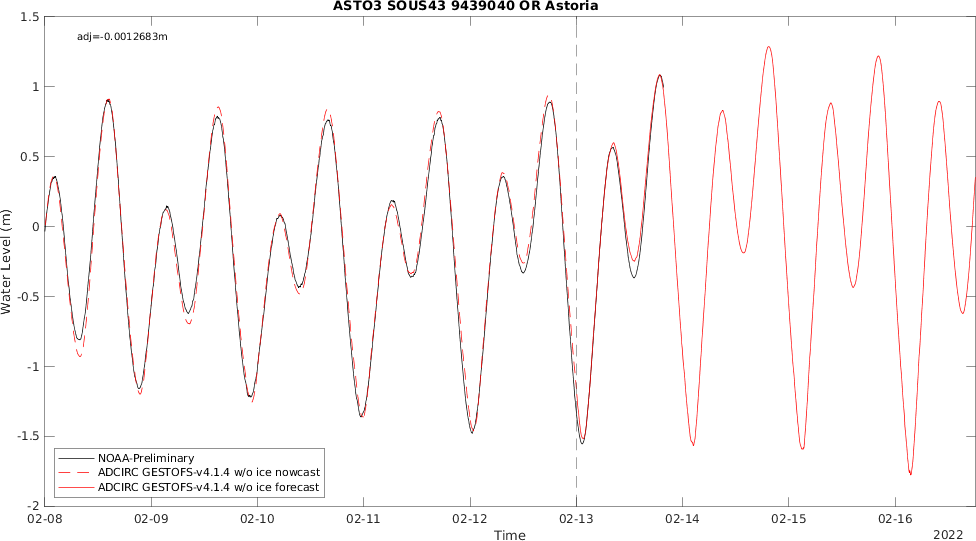 ASTO3 SOUS43 9439040 OR Astoria
adj=-0.0012683m
1.5
1
0.5
0
-0.5
-1
-1.5
-2
Water Level (m)
NOAA-Preliminary
ADCIRC GESTOFS-v4.1.4 w/o ice nowcast
ADCIRC GESTOFS-v4.1.4 w/o ice forecast
02-08 02-09 02-10 02-11 02-12 02-13 02-14 02-15 02-16
Time
2022